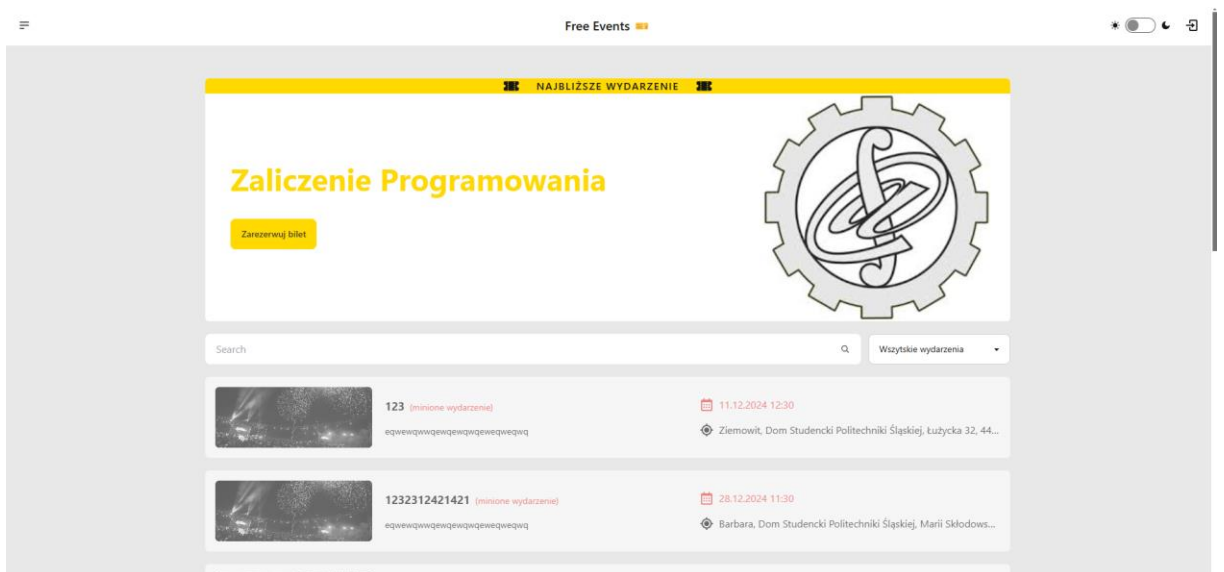 Free Events
NAJBLIŻSZE WYDARZENIE
Zaliczenie Programowania
Zarezerwuj bilet
Search
Wszytskie wydarzenia
123 (minione wydarzenie)
11.12.2024 12:30
eqwewqwwqewqewqwqeweqweqwq
Ziemowit, Dom Studencki Politechniki Śląskiej, Łużycka 32, 44...
1232312421421 (minione wydarzenie)
28.12.2024 11:30
eqwewqwwqewqewqwqeweqweqwq
Barbara, Dom Studencki Politechniki Śląskiej, Marii Skłodows...